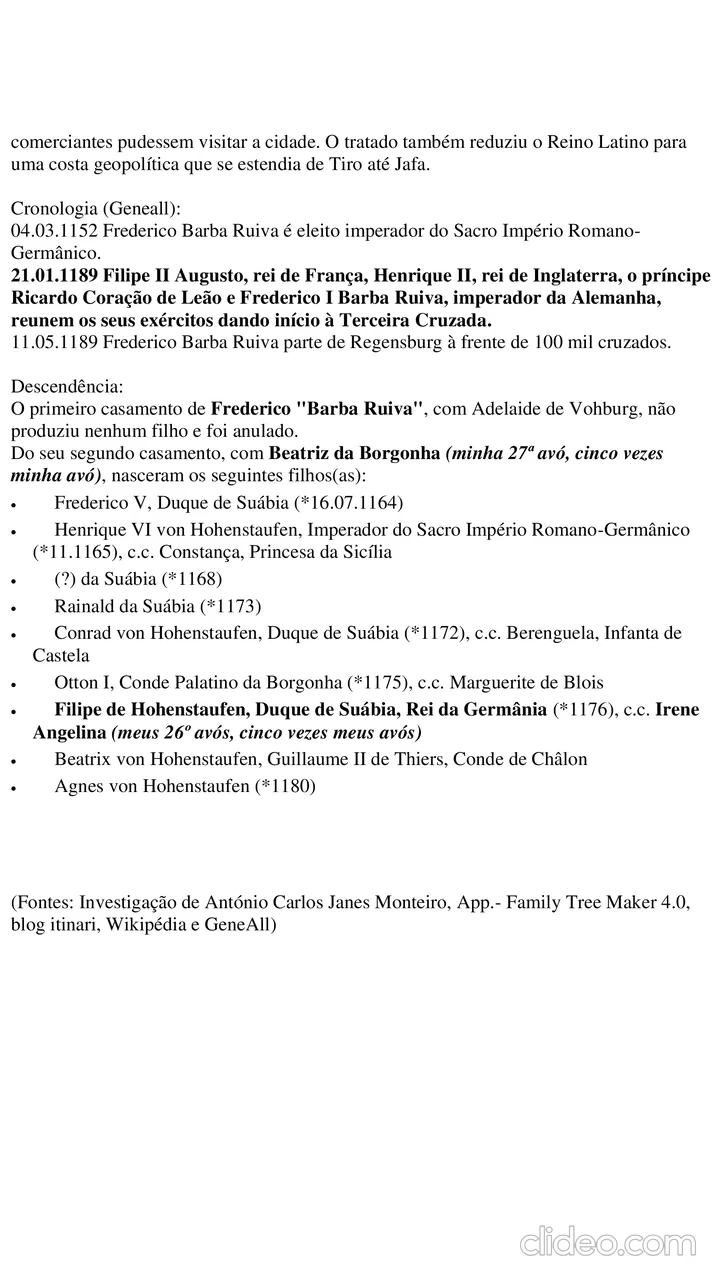 comerciantes pudessem visitar a cidade. O tratado também reduziu o Reino Latino para
uma costa geopolítica que se estendia de Tiro até Jafa.
Cronologia (Geneall):
04.03.1152 Frederico Barba Ruiva é eleito imperador do Sacro Império Romano-
Germânico.
21.01.1189 Filipe II Augusto, rei de França, Henrique II, rei de Inglaterra, o príncipe
Ricardo Coração de Leão e Frederico I Barba Ruiva, imperador da Alemanha,
reunem os seus exércitos dando início à Terceira Cruzada.
11.05.1189 Frederico Barba Ruiva parte de Regensburg à frente de 100 mil cruzados.
Descendência:
O primeiro casamento de Frederico "Barba Ruiva", com Adelaide de Vohburg, não
produziu nenhum filho e foi anulado.
Do seu segundo casamento, com Beatriz da Borgonha (minha 27ª avó, cinco vezes
minha avó), nasceram os seguintes filhos(as):
• Frederico V, Duque de Suábia (*16.07.1164)
• Henrique VI von Hohenstaufen, Imperador do Sacro Império Romano-Germânico
(*11.1165), c.c. Constança, Princesa da Sicília
• (?) da Suábia (*1168)
• Rainald da Suábia (*1173)
• Conrad von Hohenstaufen, Duque de Suábia (*1172), c.c. Berenguela, Infanta de
Castela
• Otton I, Conde Palatino da Borgonha (*1175), c.c. Marguerite de Blois
• Filipe de Hohenstaufen, Duque de Suábia, Rei da Germânia (*1176), c.c. Irene
Angelina (meus 26º avós, cinco vezes meus avós)
• Beatrix von Hohenstaufen, Guillaume II de Thiers, Conde de Châlon
• Agnes von Hohenstaufen (*1180)
(Fontes: Investigação de António Carlos Janes Monteiro, App.- Family Tree Maker 4.0,
blog itinari, Wikipédia e GeneAll)
clideo.com